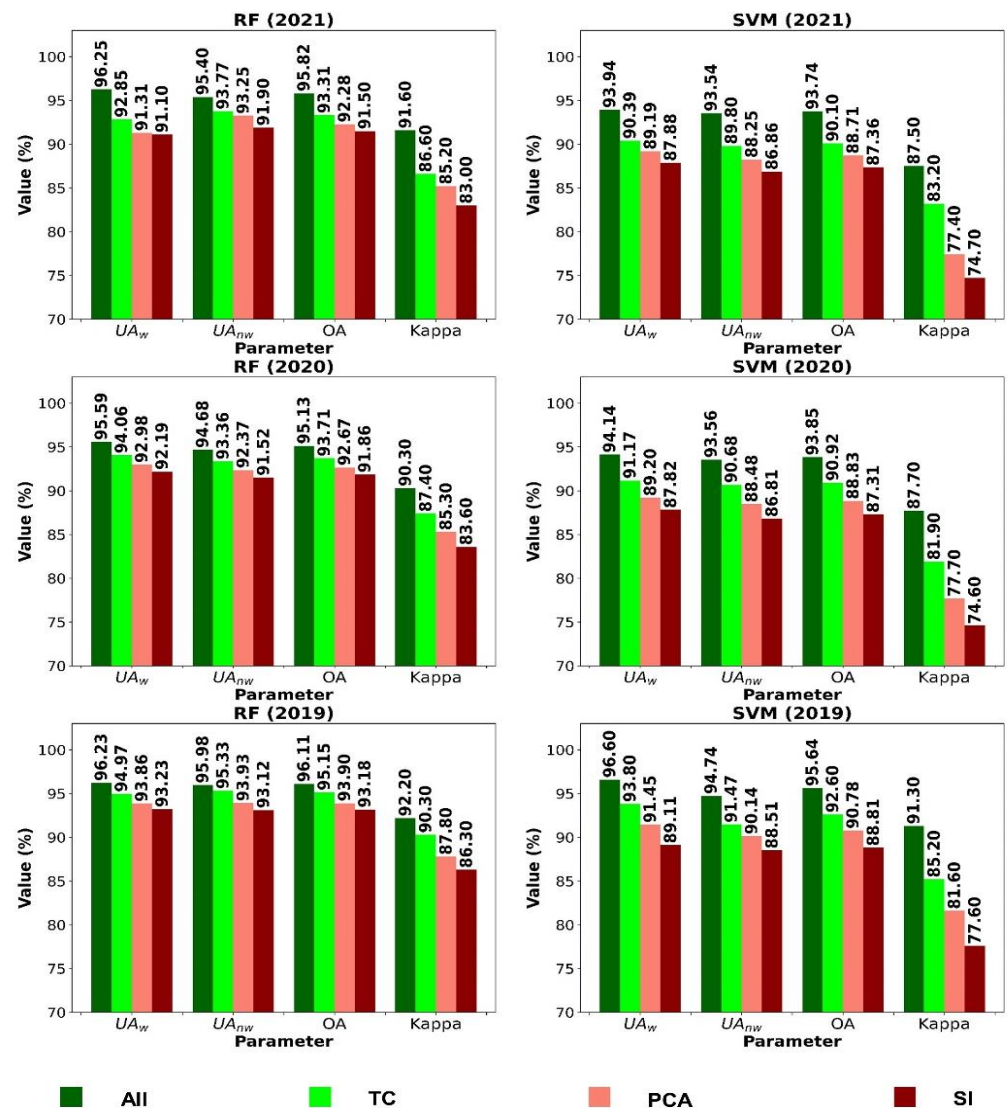 RF (2021)
96.25 92.85 91.31 91.10 95.40 93.77 93.25 91.90 95.82 93.31 92.28 91.50 91.60 86.60 85.20 83.00
100
95
90
85
80
75
70
Value (%)
UAw UAnw OA Kappa
Parameter
SVM (2021)
93.94 90.39 89.19 87.88 93.54 89.80 88.25 86.86 93.74 90.10 88.71 87.36 87.50 83.20 77.40 74.70
100
95
90
85
80
75
70
Value (%)
UAw UAnw OA Kappa
Parameter
RF (2020)
95.59 94.06 92.98 92.19 94.68 93.36 92.37 91.52 95.13 93.71 92.67 91.86 90.30 87.40 85.30 83.60
100
95
90
85
80
75
70
Value (%)
UAw UAnw OA Kappa
Parameter
SVM (2020)
94.14 91.17 89.20 87.82 93.56 90.68 88.48 86.81 93.85 90.92 88.83 87.31 87.70 81.90 77.70 74.60
100
95
90
85
80
75
70
Value (%)
UAw UAnw OA Kappa
Parameter
RF (2019)
96.23 94.97 93.86 93.23 95.98 95.33 93.93 93.12 96.11 95.15 93.90 93.18 92.20 90.30 87.80 86.30
100
95
90
85
80
75
70
Value (%)
UAw UAnw OA Kappa
Parameter
SVM (2019)
96.60 93.80 91.45 89.11 94.74 91.47 90.14 88.51 95.64 92.60 90.78 88.81 91.30 85.20 81.60 77.60
100
95
90
85
80
75
70
Value (%)
UAw UAnw OA Kappa
Parameter
All TC PCA SI